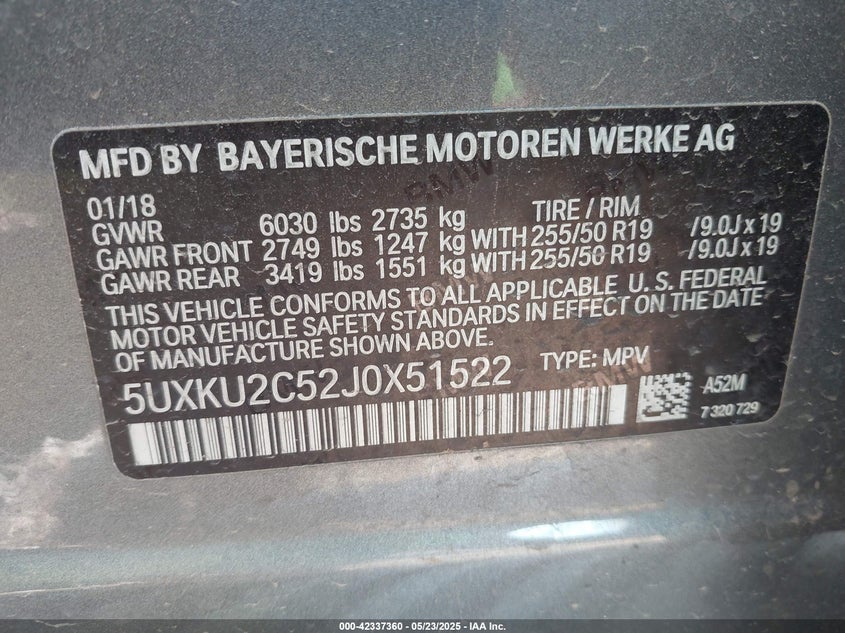 MFD BY BAYERISCHE MOTOREN WERKE AG
01/18 TIRE / RIM
GVWR 6030 lbs 2735 kg
GAWR FRONT 2749 lbs 1247 kg WITH 255/50 R19 /9.0J x 19
GAWR REAR 3419 lbs 1551 kg WITH 255/50 R19 /9.0J x 19
THIS VEHICLE CONFORMS TO ALL APPLICABLE U. S. FEDERAL
MOTOR VEHICLE SAFETY STANDARDS IN EFFECT ON THE DATE
OF MANUFACTURE SHOWN ABOVE.
5UXKU2C52J0X51522 TYPE: MPV
A52M
7 320 729
000-42337360 — 05/23/2025 — IAA Inc.